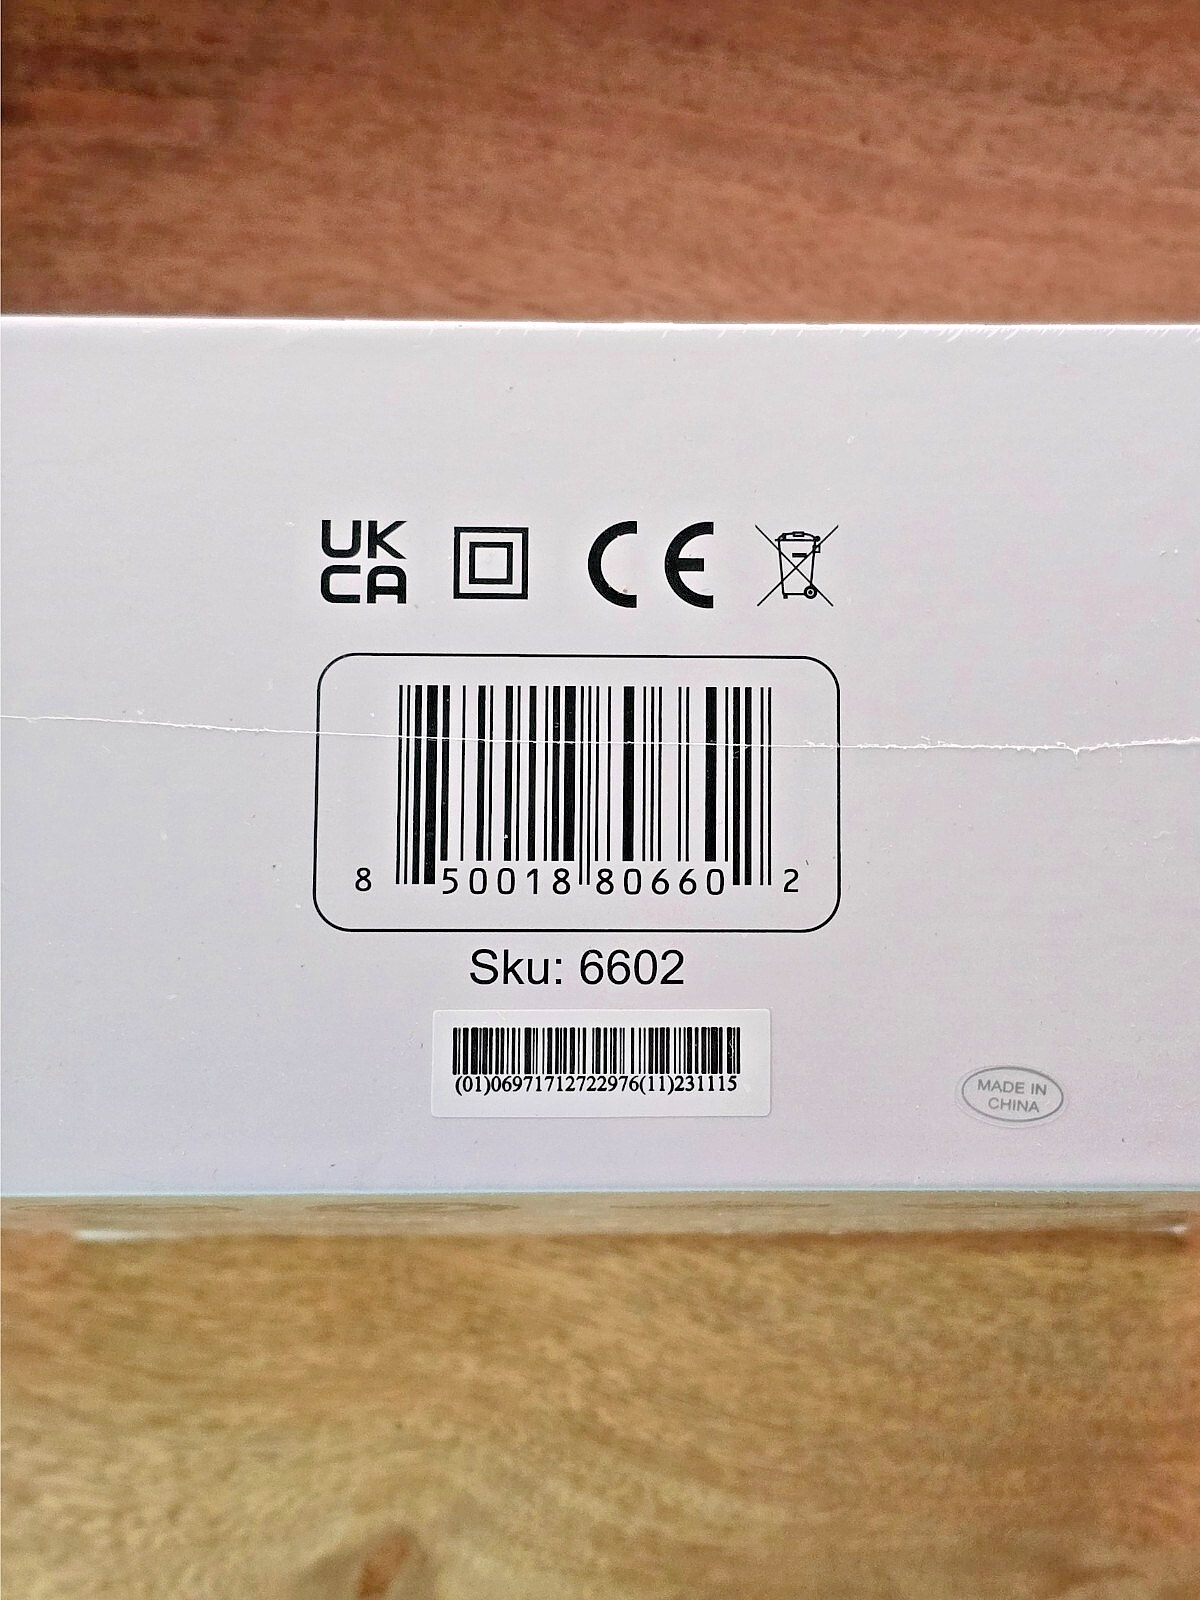 UK
CA
CE
8 50018 80660 2
Sku: 6602
(01)06971712722976(11)231115
MADE IN
CHINA